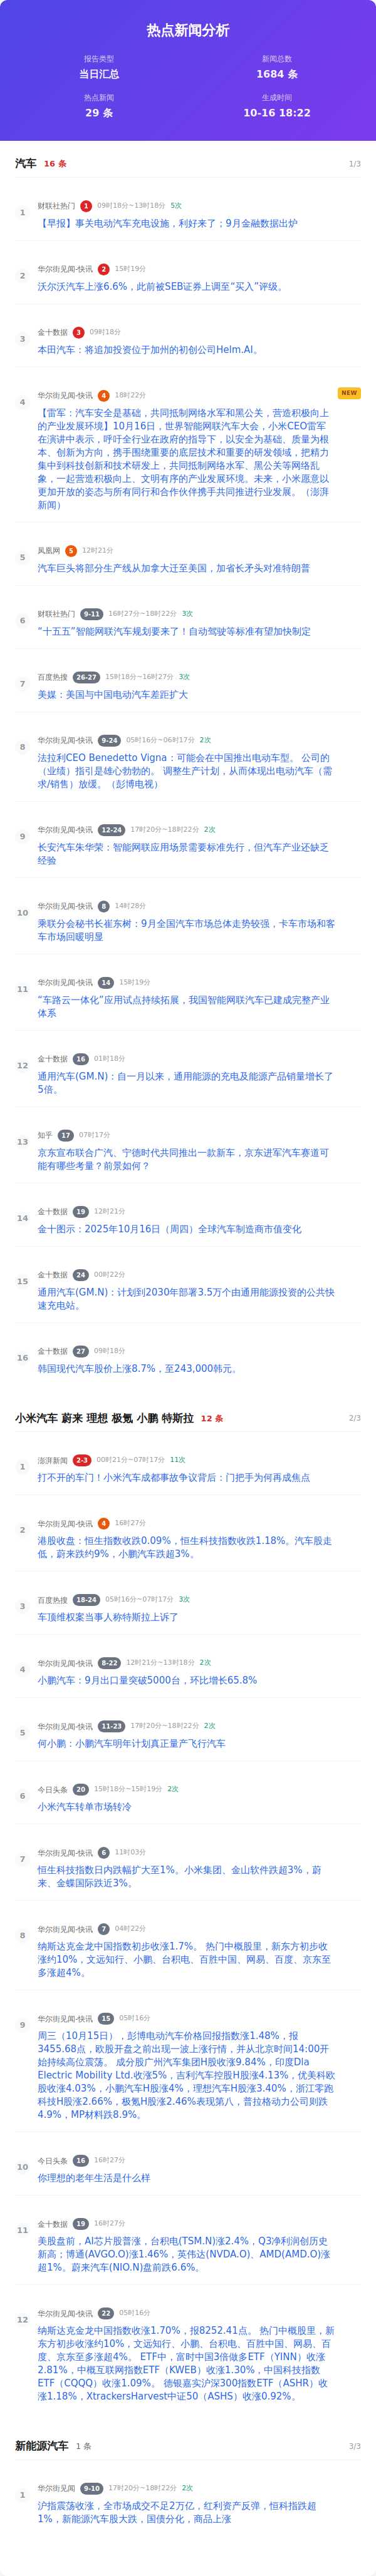 热点新闻分析
报告类型
当日汇总
新闻总数
1684 条
热点新闻
29 条
生成时间
10-16 18:22
汽车 16 条 1/3
1
财联社热门 1 09时18分~13时18分 5次
【早报】事关电动汽车充电设施，利好来了；9月金融数据出炉
2
华尔街见闻-快讯 2 15时19分
沃尔沃汽车上涨6.6%，此前被SEB证券上调至“买入”评级。
3
金十数据 3 09时18分
本田汽车：将追加投资位于加州的初创公司Helm.AI。
4
华尔街见闻-快讯 4 18时22分
NEW
【雷军：汽车安全是基础，共同抵制网络水军和黑公关，营造积极向上
的产业发展环境】10月16日，世界智能网联汽车大会，小米CEO雷军
在演讲中表示，呼吁全行业在政府的指导下，以安全为基础、质量为根
本、创新为方向，携手围绕重要的底层技术和重要的研发领域，把精力
集中到科技创新和技术研发上，共同抵制网络水军、黑公关等网络乱
象，一起营造积极向上、文明有序的产业发展环境。未来，小米愿意以
更加开放的姿态与所有同行和合作伙伴携手共同推进行业发展。（澎湃
新闻）
5
凤凰网 5 12时21分
汽车巨头将部分生产线从加拿大迁至美国，加省长矛头对准特朗普
6
财联社热门 9-11 16时27分~18时22分 3次
“十五五”智能网联汽车规划要来了！自动驾驶等标准有望加快制定
7
百度热搜 26-27 15时18分~16时27分 3次
美媒：美国与中国电动汽车差距扩大
8
华尔街见闻-快讯 9-24 05时16分~06时17分 2次
法拉利CEO Benedetto Vigna：可能会在中国推出电动车型。 公司的
（业绩）指引是雄心勃勃的。 调整生产计划，从而体现出电动汽车（需
求/销售）放缓。（彭博电视）
9
华尔街见闻-快讯 12-24 17时20分~18时22分 2次
长安汽车朱华荣：智能网联应用场景需要标准先行，但汽车产业还缺乏
经验
10
华尔街见闻-快讯 8 14时28分
乘联分会秘书长崔东树：9月全国汽车市场总体走势较强，卡车市场和客
车市场回暖明显
11
华尔街见闻-快讯 14 15时19分
“车路云一体化”应用试点持续拓展，我国智能网联汽车已建成完整产业
体系
12
金十数据 16 01时18分
通用汽车(GM.N)：自一月以来，通用能源的充电及能源产品销量增长了
5倍。
13
知乎 17 07时17分
京东宣布联合广汽、宁德时代共同推出一款新车，京东进军汽车赛道可
能有哪些考量？前景如何？
14
金十数据 19 12时21分
金十图示：2025年10月16日（周四）全球汽车制造商市值变化
15
金十数据 24 00时22分
通用汽车(GM.N)：计划到2030年部署3.5万个由通用能源投资的公共快
速充电站。
16
金十数据 27 09时18分
韩国现代汽车股价上涨8.7%，至243,000韩元。
小米汽车 蔚来 理想 极氪 小鹏 特斯拉 12 条 2/3
1
澎湃新闻 2-3 00时21分~07时17分 11次
打不开的车门！小米汽车成都事故争议背后：门把手为何再成焦点
2
华尔街见闻-快讯 4 16时27分
港股收盘：恒生指数收跌0.09%，恒生科技指数收跌1.18%。汽车股走
低，蔚来跌约9%，小鹏汽车跌超3%。
3
百度热搜 18-24 05时16分~07时17分 3次
车顶维权案当事人称特斯拉上诉了
4
华尔街见闻-快讯 8-22 12时21分~13时18分 2次
小鹏汽车：9月出口量突破5000台，环比增长65.8%
5
华尔街见闻-快讯 11-23 17时20分~18时22分 2次
何小鹏：小鹏汽车明年计划真正量产飞行汽车
6
今日头条 20 15时18分~15时19分 2次
小米汽车转单市场转冷
7
华尔街见闻-快讯 6 11时03分
恒生科技指数日内跌幅扩大至1%。小米集团、金山软件跌超3%，蔚
来、金蝶国际跌近3%。
8
华尔街见闻-快讯 7 04时22分
纳斯达克金龙中国指数初步收涨1.7%。 热门中概股里，新东方初步收
涨约10%，文远知行、小鹏、台积电、百胜中国、网易、百度、京东至
多涨超4%。
9
华尔街见闻-快讯 15 05时16分
周三（10月15日），彭博电动汽车价格回报指数涨1.48%，报
3455.68点，欧股开盘之前出现一波上涨行情，并从北京时间14:00开
始持续高位震荡。 成分股广州汽车集团H股收涨9.84%，印度Dla
Electric Mobility Ltd.收涨5%，吉利汽车控股H股涨4.13%，优美科欧
股收涨4.03%，小鹏汽车H股涨4%，理想汽车H股涨3.40%，浙江零跑
科技H股涨2.66%，极氪H股涨2.46%表现第八，普拉格动力公司则跌
4.9%，MP材料跌8.9%。
10
今日头条 16 16时27分
你理想的老年生活是什么样
11
金十数据 19 16时27分
美股盘前，AI芯片股普涨，台积电(TSM.N)涨2.4%，Q3净利润创历史
新高；博通(AVGO.O)涨1.46%，英伟达(NVDA.O)、AMD(AMD.O)涨
超1%。蔚来汽车(NIO.N)盘前跌6.6%。
12
华尔街见闻-快讯 22 05时16分
纳斯达克金龙中国指数收涨1.70%，报8252.41点。 热门中概股里，新
东方初步收涨约10%，文远知行、小鹏、台积电、百胜中国、网易、百
度、京东至多涨超4%。 ETF中，富时中国3倍做多ETF（YINN）收涨
2.81%，中概互联网指数ETF（KWEB）收涨1.30%，中国科技指数
ETF（CQQQ）收涨1.09%。 德银嘉实沪深300指数ETF（ASHR）收
涨1.18%，XtrackersHarvest中证50（ASHS）收涨0.92%。
新能源汽车 1 条 3/3
1
华尔街见闻 9-10 17时20分~18时22分 2次
沪指震荡收涨，全市场成交不足2万亿，红利资产反弹，恒科指跌超
1%，新能源汽车股大跌，国债分化，商品上涨